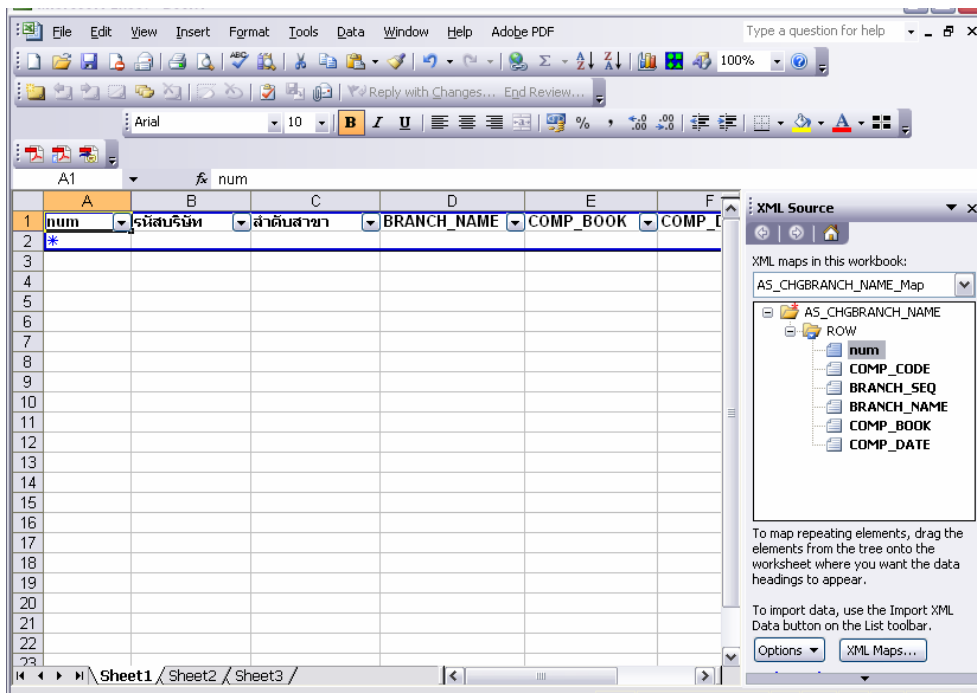 File Edit View Insert Format Tools Data Window Help Adobe PDF Type a question for help
100%
Reply with Changes... End Review...
Arial 10 B I U
A1 fx num
A B C D E F
1 num รหัสบริษัท ลำดับสาขา BRANCH_NAME COMP_BOOK
2 *
3
4
5
6
7
8
9
10
11
12
13
14
15
16
17
18
19
20
21
22
23
Sheet1 Sheet2 Sheet3
XML Source
XML maps in this workbook:
AS_CHGBRANCH_NAME_Map
AS_CHGBRANCH_NAME
ROW
num
COMP_CODE
BRANCH_SEQ
BRANCH_NAME
COMP_BOOK
COMP_DATE
To map repeating elements, drag the
elements from the tree onto the
worksheet where you want the data
headings to appear.
To import data, use the Import XML
Data button on the List toolbar.
Options XML Maps...